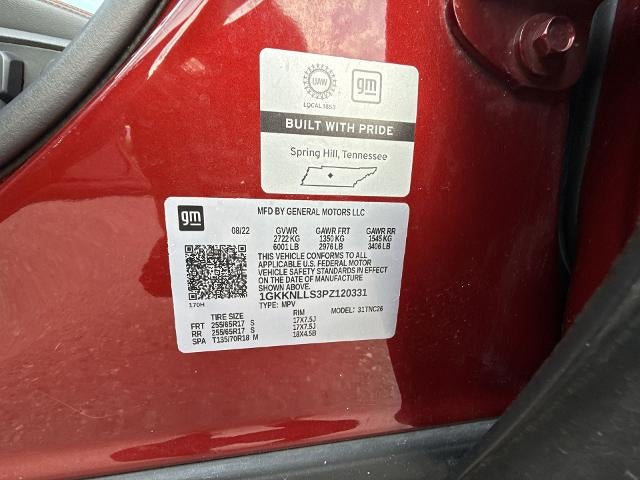 UAW gm
LOCAL 1853
BUILT WITH PRIDE
Spring Hill, Tennessee
gm MFD BY GENERAL MOTORS LLC
08/22 GVWR GAWR FRT GAWR RR
2722 KG 1350 KG 1545 KG
6001 LB 2976 LB 3406 LB
THIS VEHICLE CONFORMS TO ALL
APPLICABLE U.S. FEDERAL MOTOR
VEHICLE SAFETY STANDARDS IN EFFECT
ON THE DATE OF MANUFACTURE
1GKKNLLS3PZ120331
170H TYPE: MPV MODEL: 31TNC26
TIRE SIZE RIM
FRT 255/65R17 S 17X7.5J
RR 255/65R17 S 17X7.5J
SPA T135/70R18 M 18X4.5B